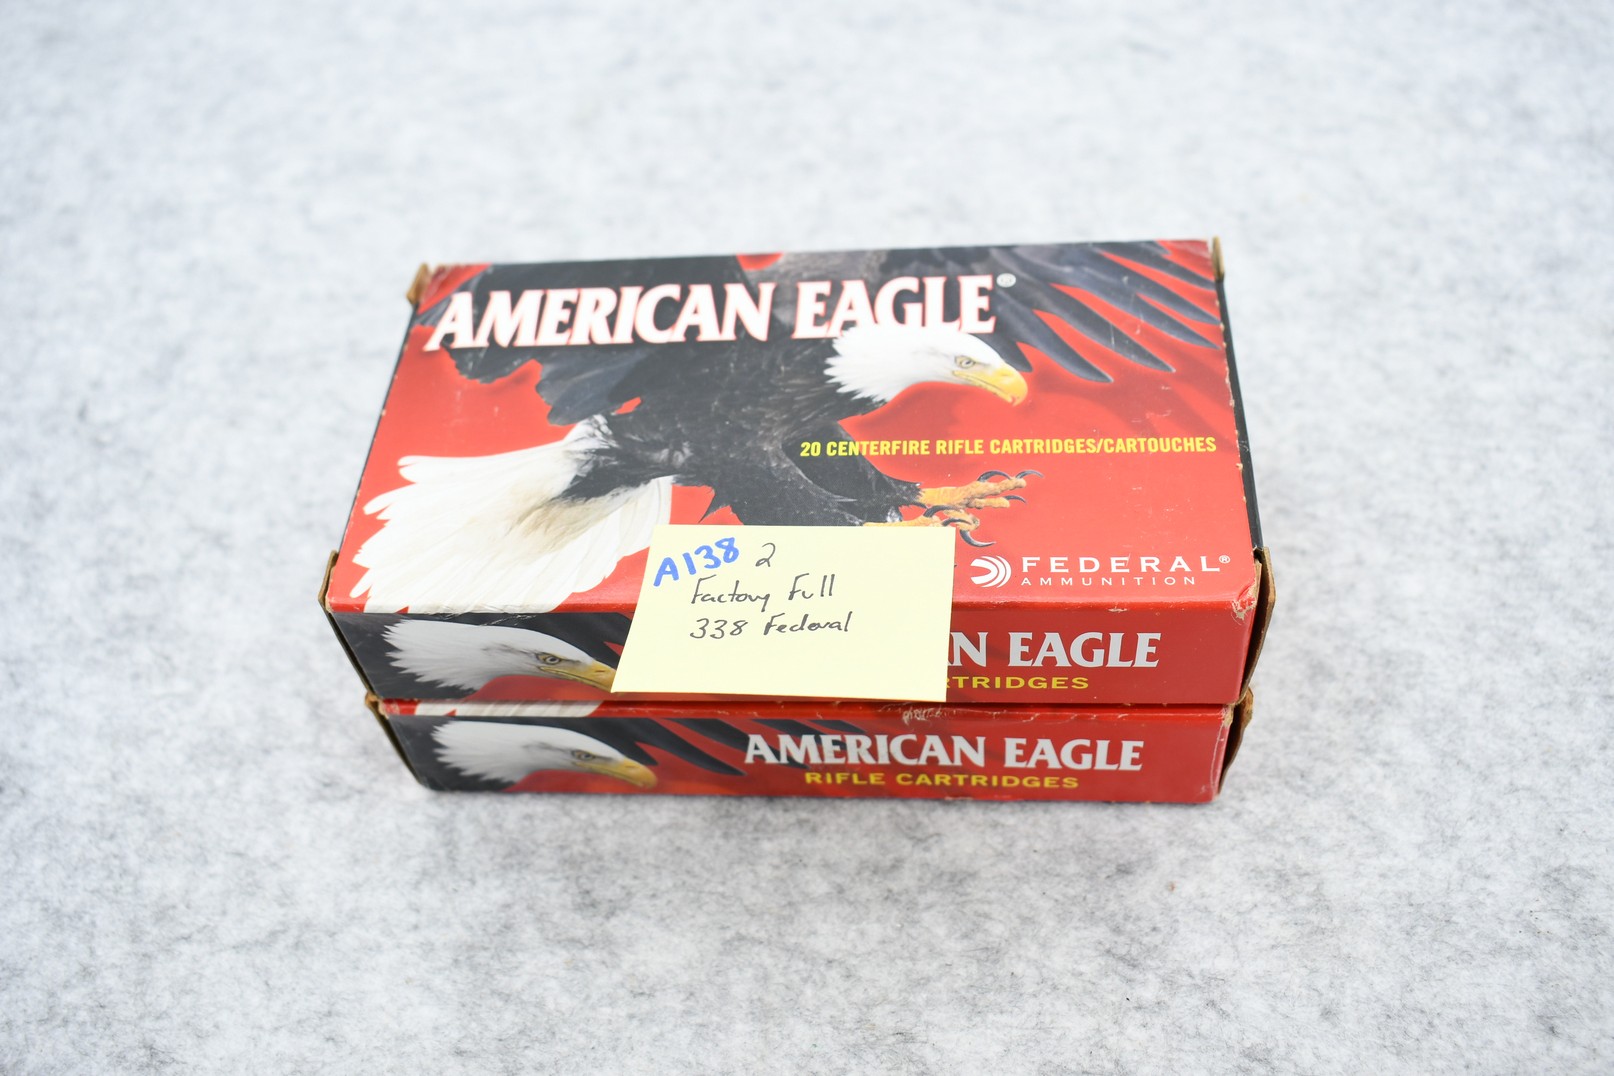 AMERICAN EAGLE®
20 CENTERFIRE RIFLE CARTRIDGES/CARTOUCHES
FEDERAL®
AMMUNITION
A138 2
Factory Full
338 Federal
N EAGLE
RTRIDGES
AMERICAN EAGLE
RIFLE CARTRIDGES